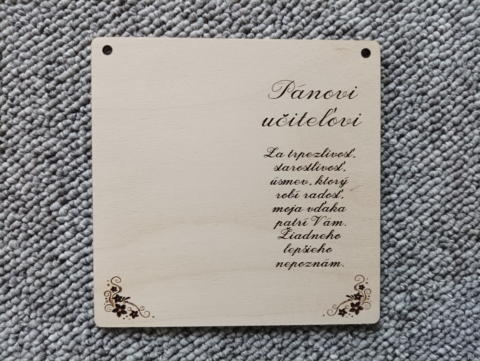 Pánovi
učiteľovi
Za trpezlivosť,
starostlivosť,
úsmev, ktorý
robí radosť,
moja vďaka
patrí Vám.
Žiadneho
lepšieho
nepoznám.